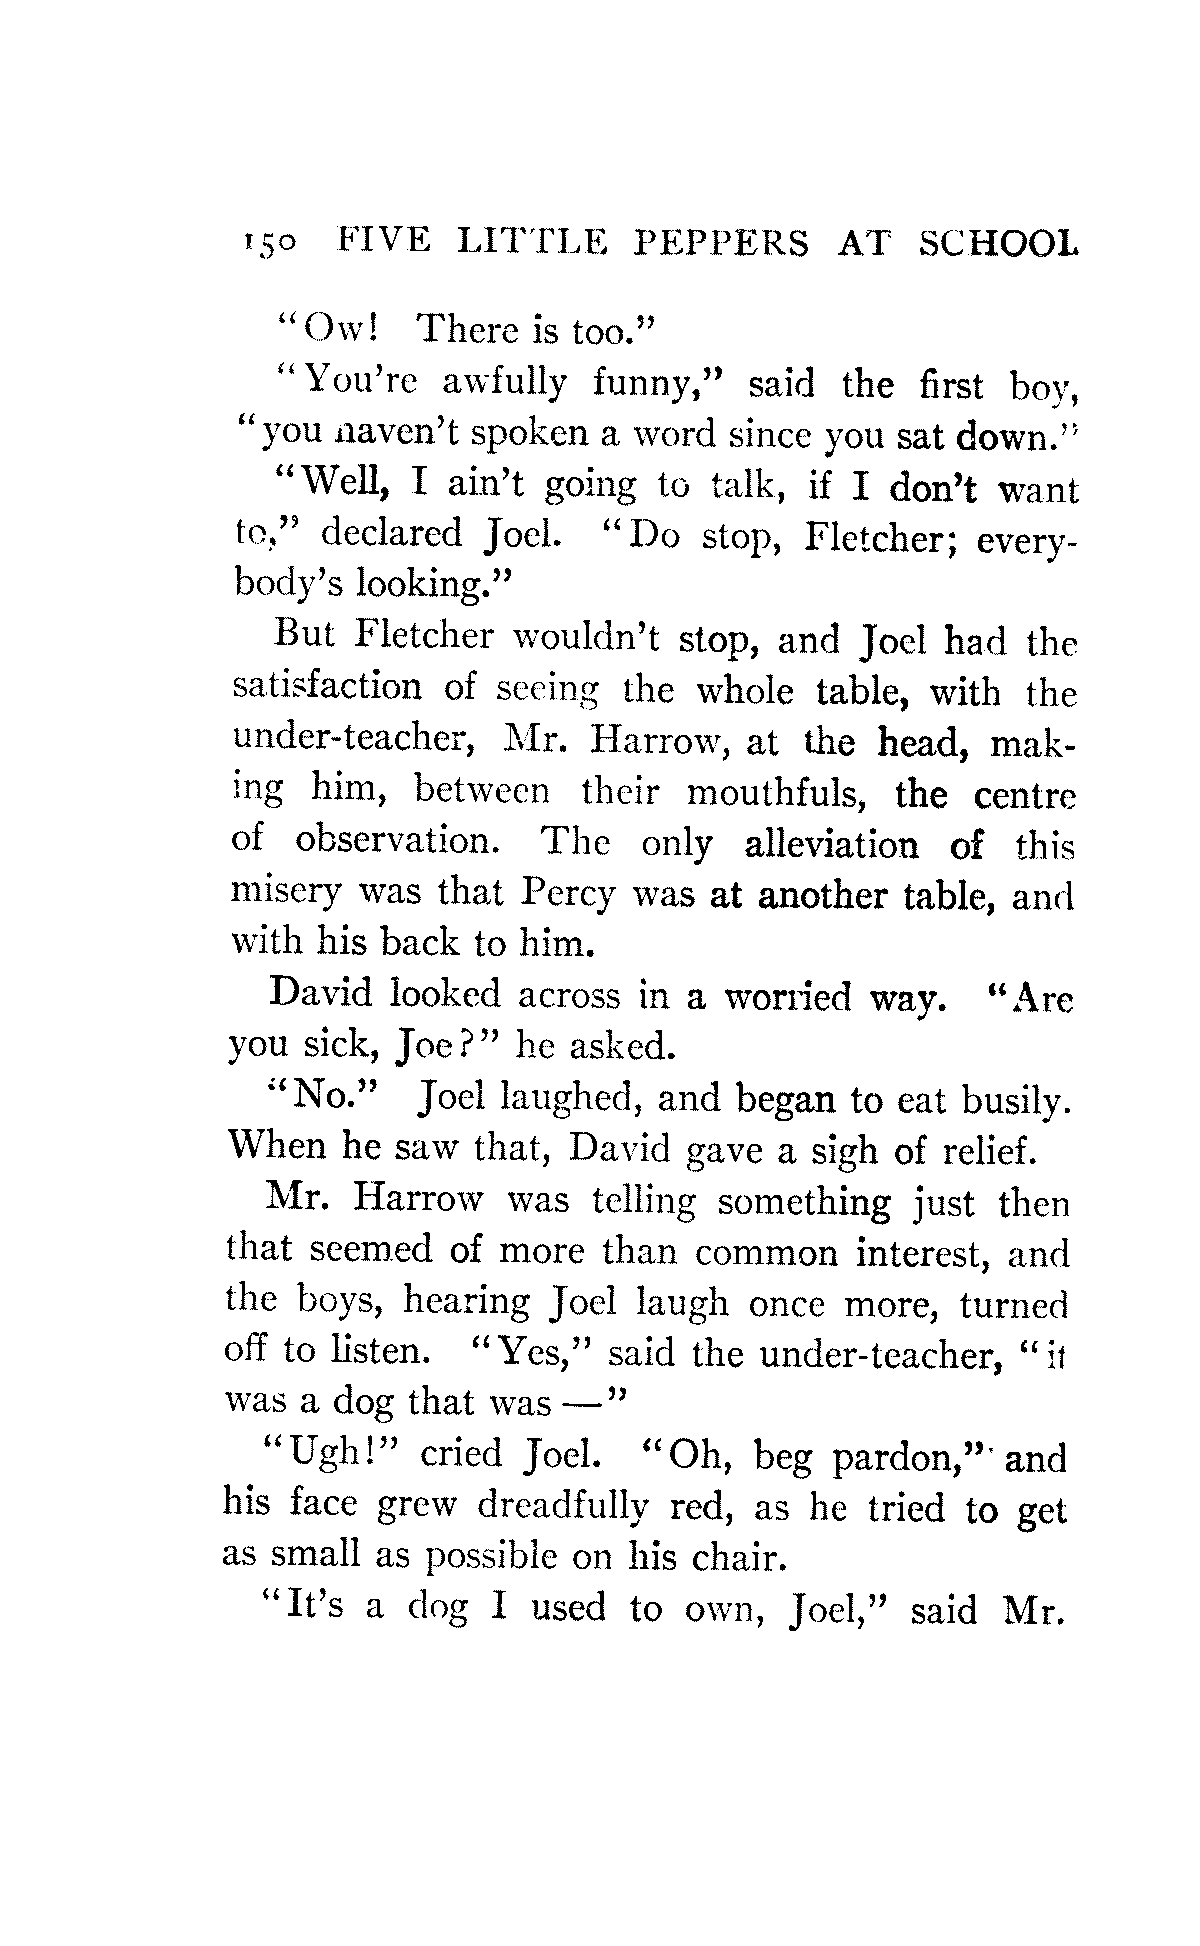 150 FIVE LITTLE PEPPERS AT SCHOOL
"Ow! There is too."
"You're awfully funny," said the first boy,
"you haven't spoken a word since you sat down."
"Well, I ain't going to talk, if I don't want
to," declared Joel. "Do stop, Fletcher; every-
body's looking."
But Fletcher wouldn't stop, and Joel had the
satisfaction of seeing the whole table, with the
under-teacher, Mr. Harrow, at the head, mak-
ing him, between their mouthfuls, the centre
of observation. The only alleviation of this
misery was that Percy was at another table, and
with his back to him.
David looked across in a worried way. "Are
you sick, Joe?" he asked.
"No." Joel laughed, and began to eat busily.
When he saw that, David gave a sigh of relief.
Mr. Harrow was telling something just then
that seemed of more than common interest, and
the boys, hearing Joel laugh once more, turned
off to listen. "Yes," said the under-teacher, "it
was a dog that was —"
"Ugh!" cried Joel. "Oh, beg pardon," and
his face grew dreadfully red, as he tried to get
as small as possible on his chair.
"It's a dog I used to own, Joel," said Mr.